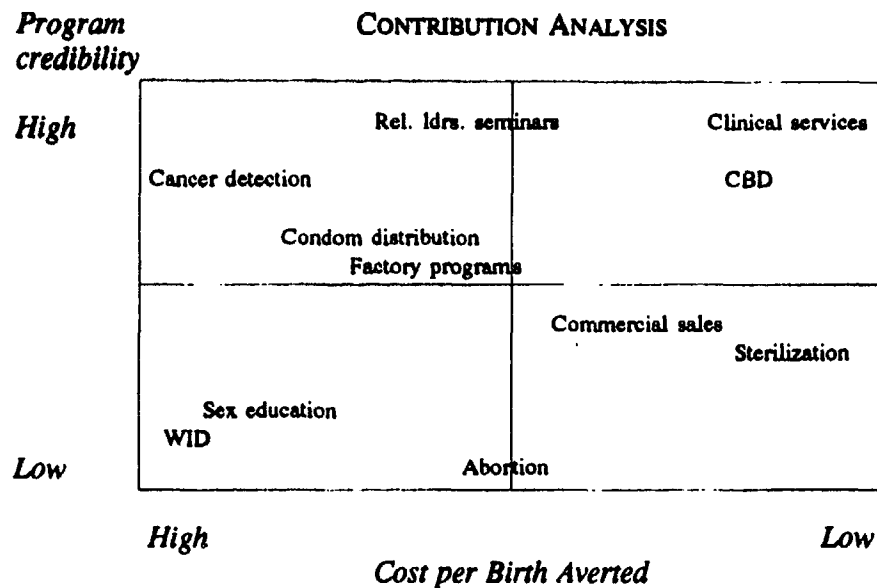 Program
credibility
CONTRIBUTION ANALYSIS
High
Rel. ldrs. seminars
Clinical services
Cancer detection
CBD
Condom distribution
Factory programs
Commercial sales
Sterilization
Sex education
WID
Low
Abortion
High
Low
Cost per Birth Averted